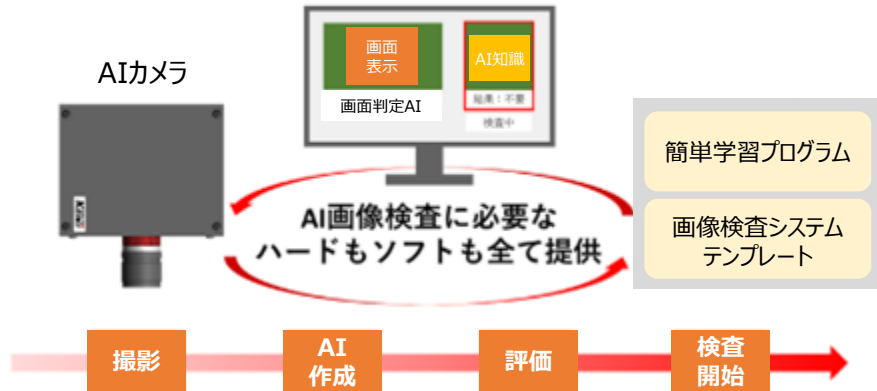 AIカメラ
画面
表示
画面判定AI
AI知識
結果：不要
検査中
簡単学習プログラム
画像検査システム
テンプレート
AI画像検査に必要な
ハードもソフトも全て提供
撮影
AI
作成
評価
検査
開始